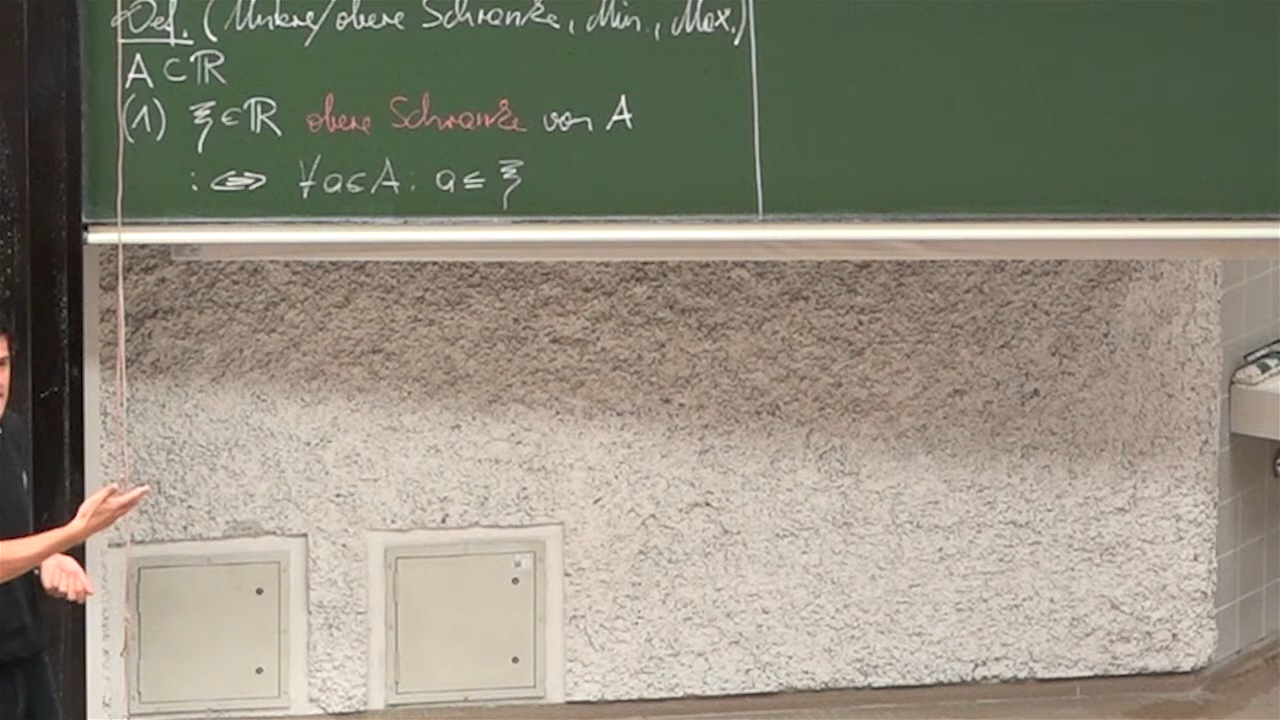 Def. (Untere/obere Schranke, Min., Max.)
A ⊂ ℝ
(1) ξ ∈ ℝ obere Schranke von A
:⇔ ∀a∈A: a ≤ ξ